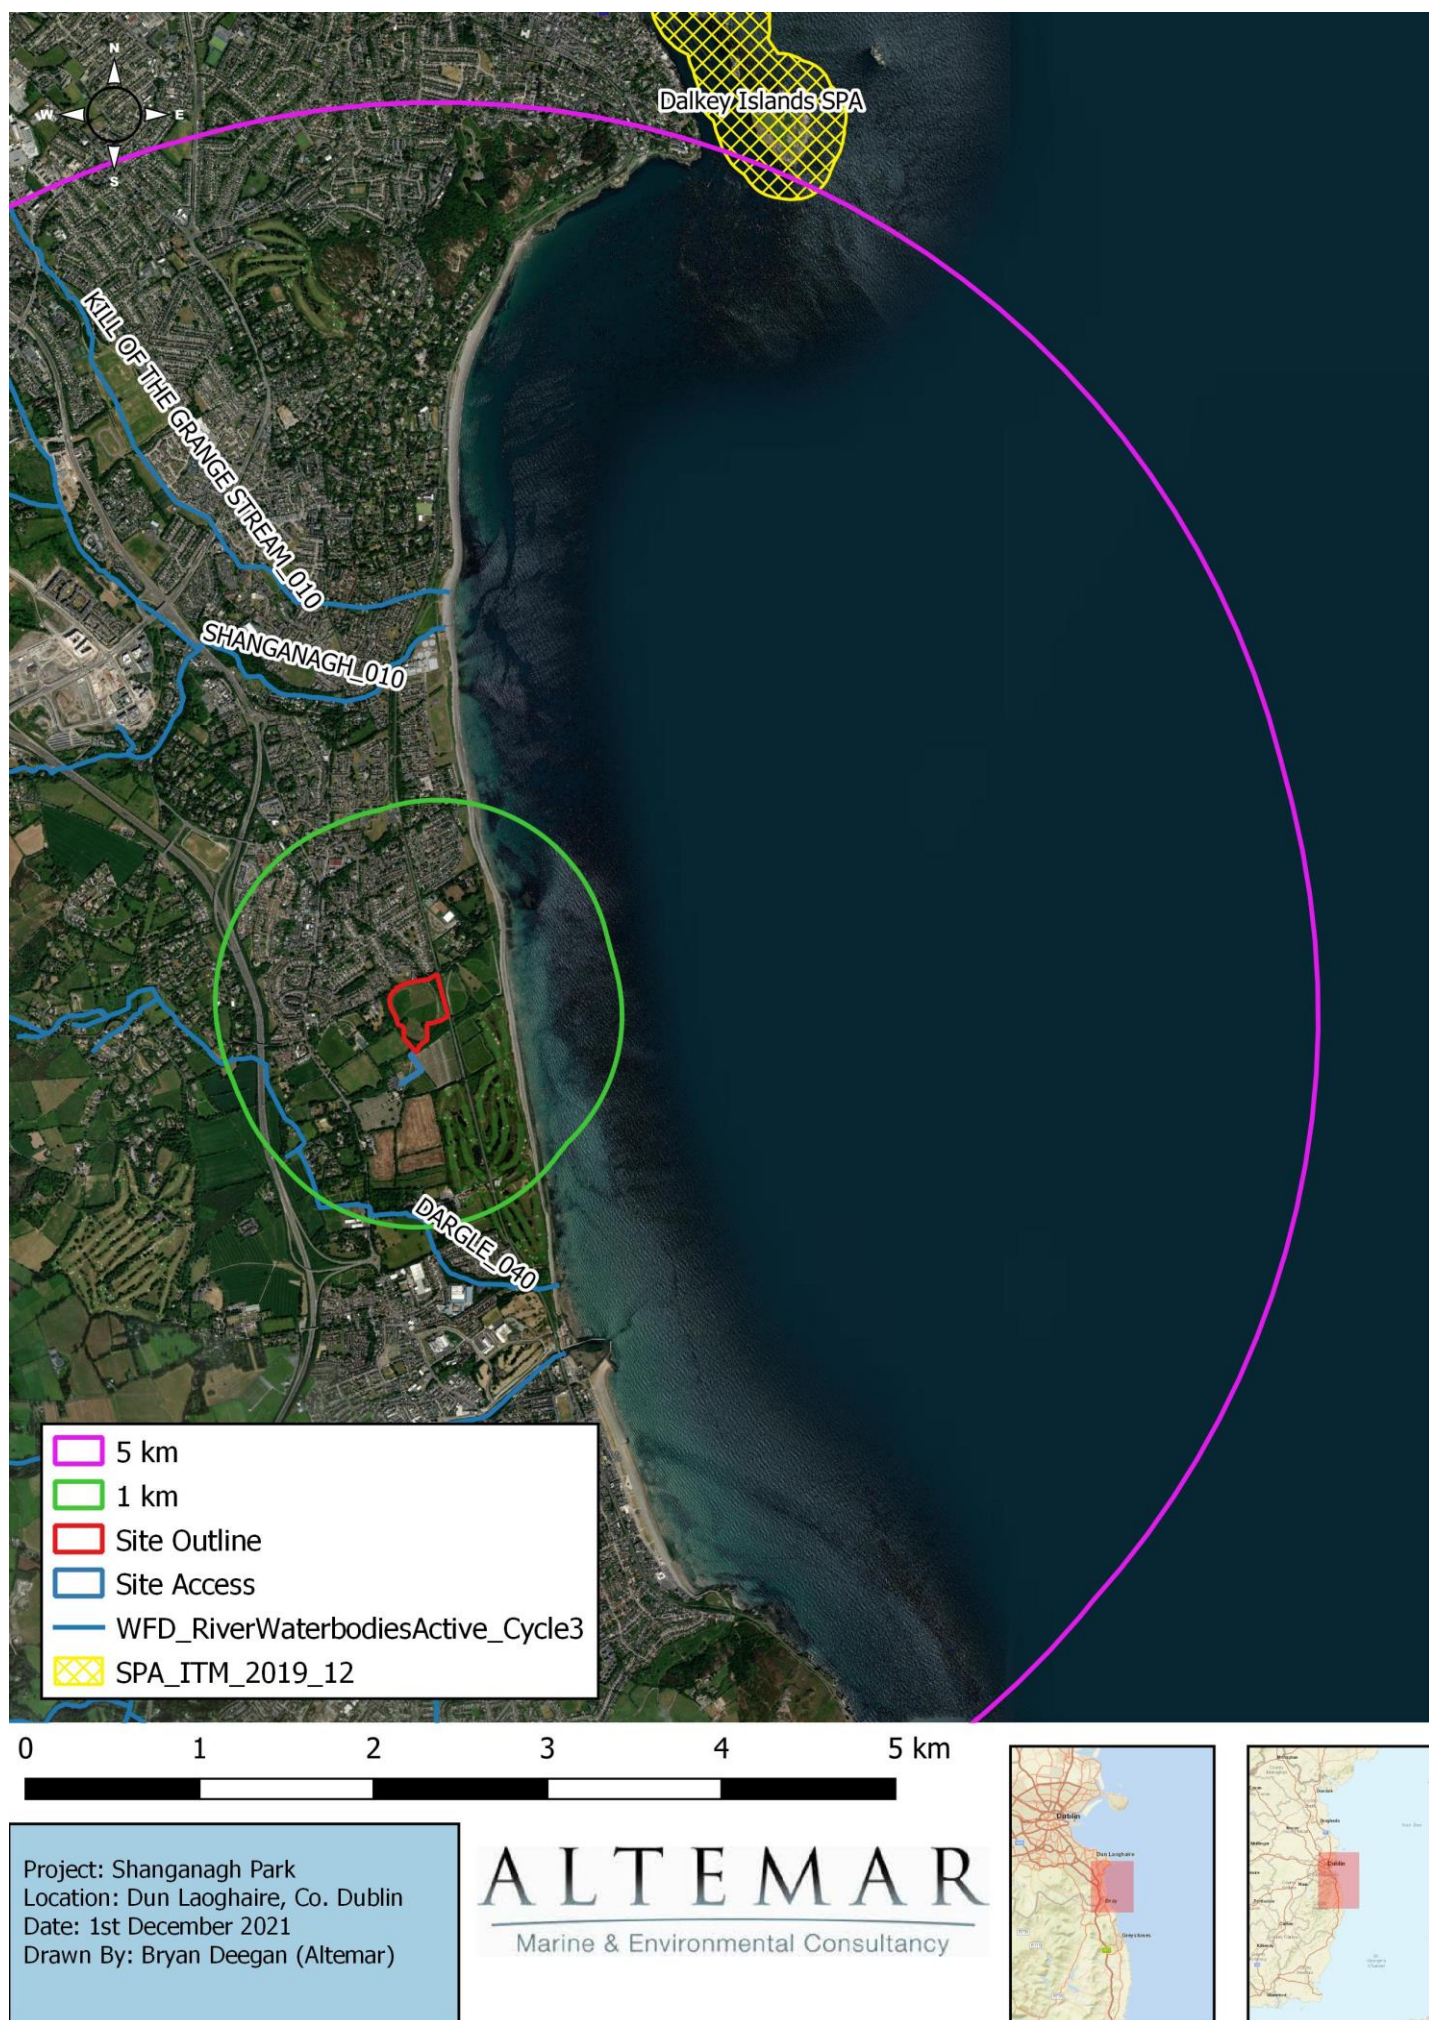 N
W
E
S
Dalkey Islands SPA
KILL OF THE GRANGE STREAM_010
SHANGANAGH_010
DARGLE_040
5 km
1 km
Site Outline
Site Access
WFD_RiverWaterbodiesActive_Cycle3
SPA_ITM_2019_12
0 1 2 3 4 5 km
Project: Shanganagh Park
Location: Dun Laoghaire, Co. Dublin
Date: 1st December 2021
Drawn By: Bryan Deegan (Altemar)
ALTEMAR
Marine & Environmental Consultancy
Dublin
Dun Laoghaire
Bray
Greystones
Dublin